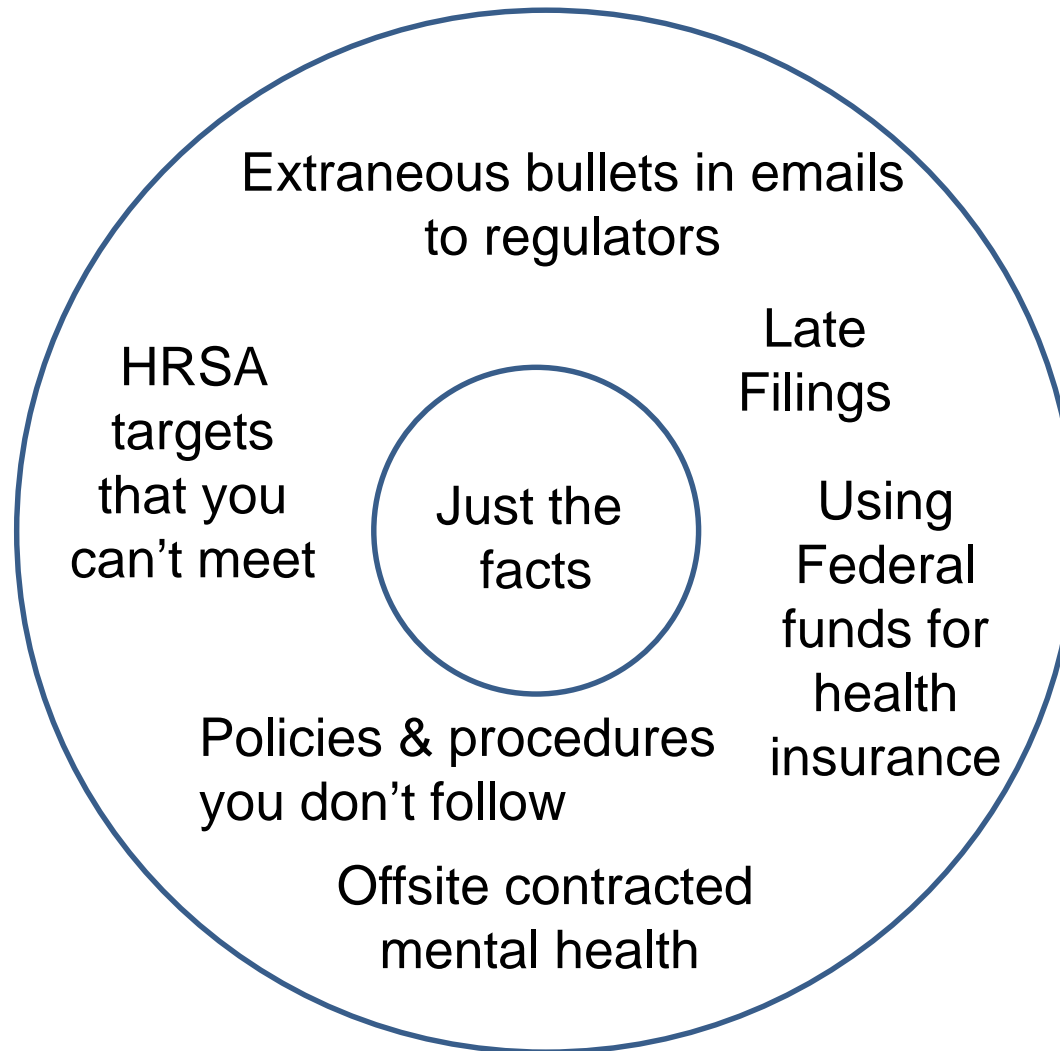 Extraneous bullets in emails
to regulators
Late
Filings
HRSA
targets
that you
can't meet
Just the
facts
Using
Federal
funds for
health
insurance
Policies & procedures
you don't follow
Offsite contracted
mental health